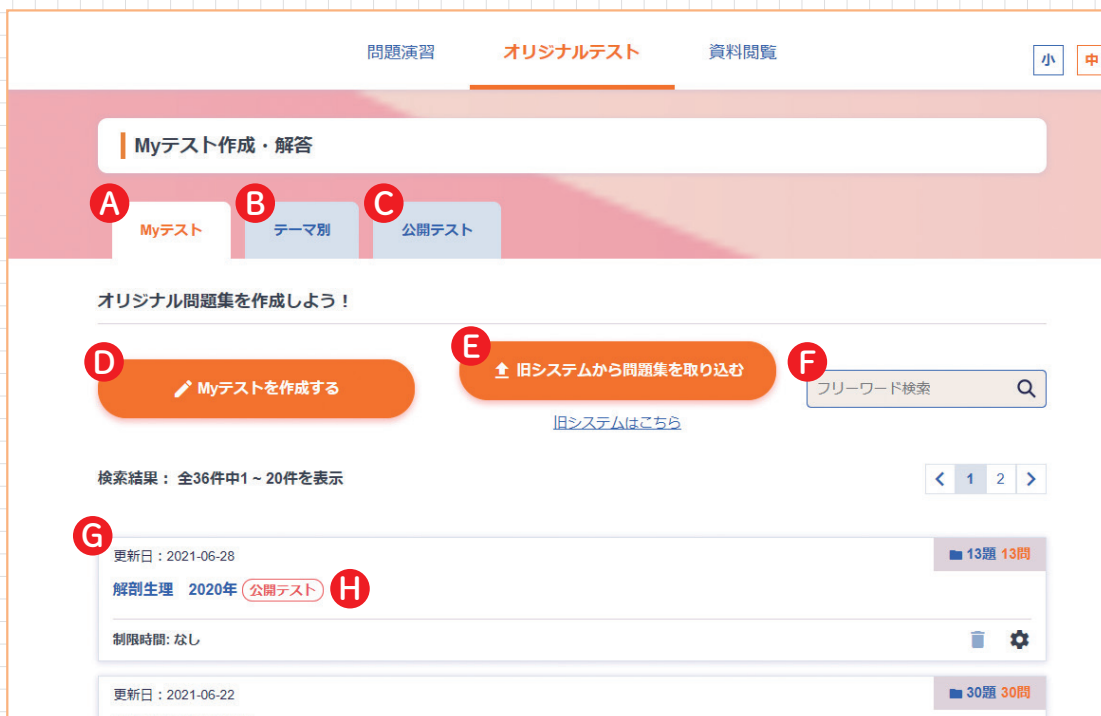 問題演習 オリジナルテスト 資料閲覧 小 中
Myテスト作成・解答
A B C
Myテスト テーマ別 公開テスト
オリジナル問題集を作成しよう！
D E F
Myテストを作成する 旧システムから問題集を取り込む フリーワード検索
旧システムはこちら
検索結果： 全36件中1 ~ 20件を表示 1 2
G
更新日：2021-06-28 13題 13問
解剖生理 2020年 公開テスト H
制限時間: なし
更新日：2021-06-22 30題 30問